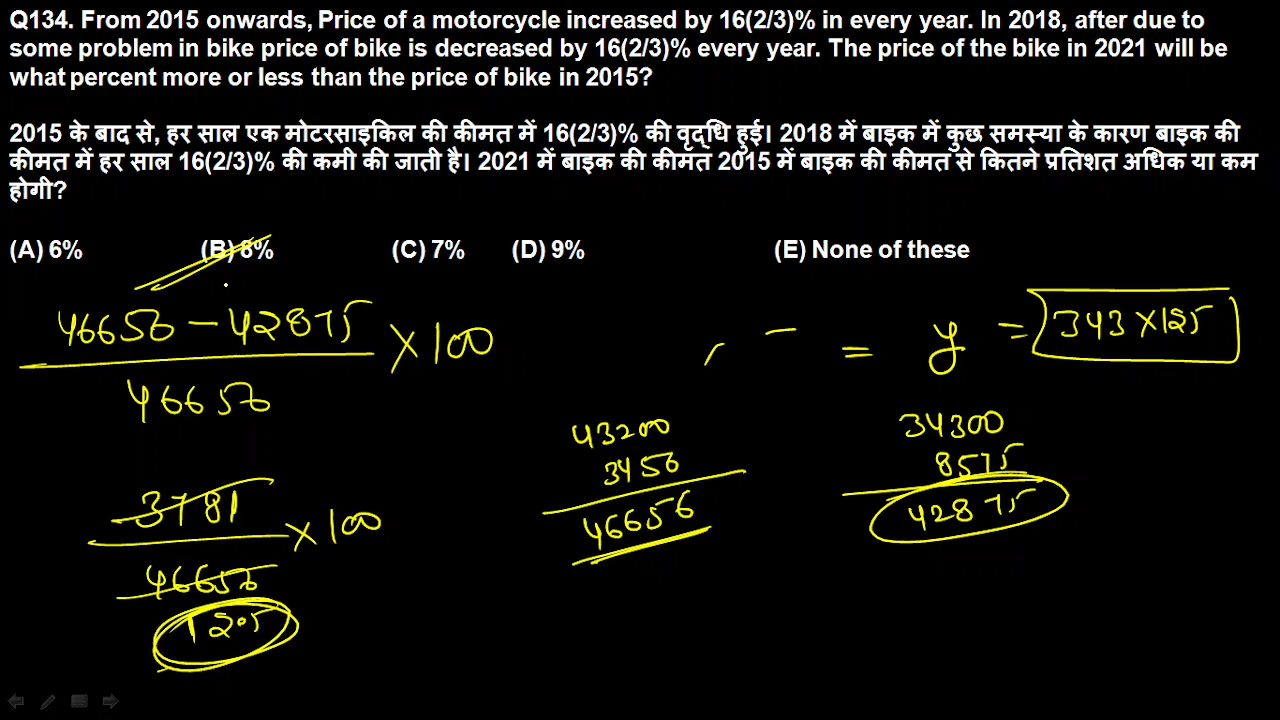 Q134. From 2015 onwards, Price of a motorcycle increased by 16(2/3)% in every year. In 2018, after due to
some problem in bike price of bike is decreased by 16(2/3)% every year. The price of the bike in 2021 will be
what percent more or less than the price of bike in 2015?
2015 के बाद से, हर साल एक मोटरसाइकिल की कीमत में 16(2/3)% की वृद्धि हुई। 2018 में बाइक में कुछ समस्या के कारण बाइक की
कीमत में हर साल 16(2/3)% की कमी की जाती है। 2021 में बाइक की कीमत 2015 में बाइक की कीमत से कितने प्रतिशत अधिक या कम
होगी?
(A) 6% (B) 8% (C) 7% (D) 9% (E) None of these
46656 - 42875 × 100
46656
= y = 343 × 125
43200
3456
46656
34300
8575
42875
3781 × 100
46656